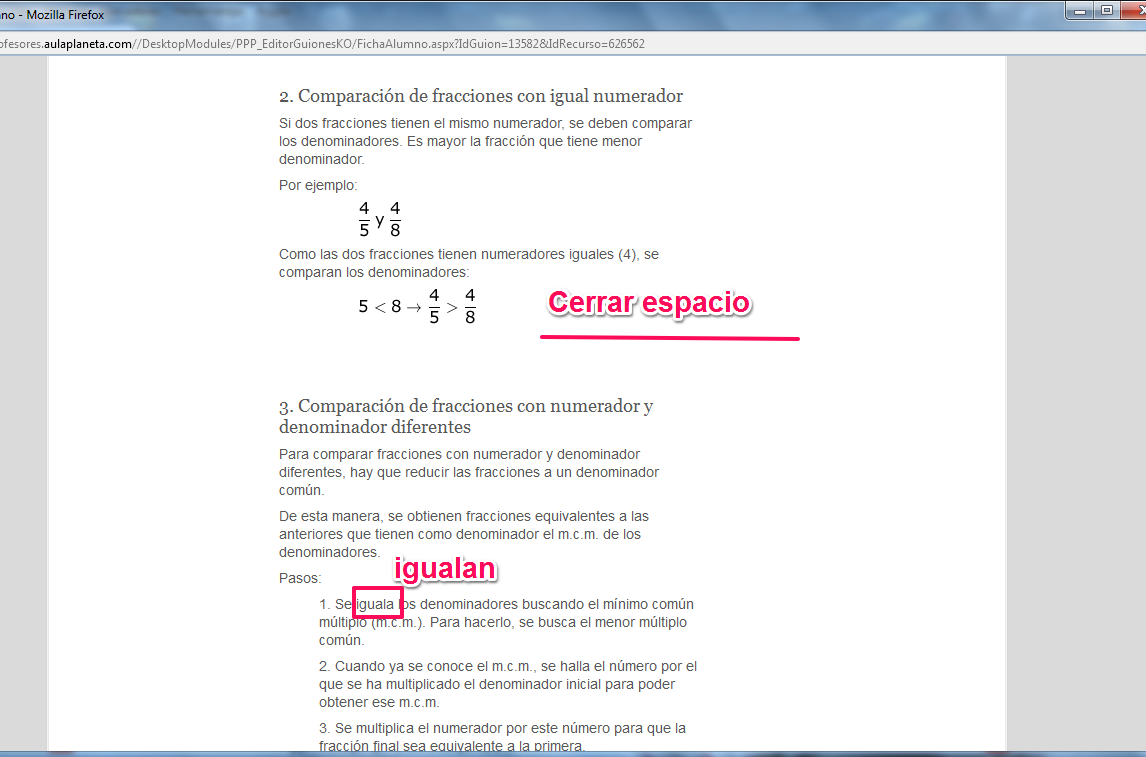 no - Mozilla Firefox
ofesores.aulaplaneta.com//DesktopModules/PPP_EditorGuionesKO/FichaAlumno.aspx?IdGuion=13582&IdRecurso=626562
2. Comparación de fracciones con igual numerador
Si dos fracciones tienen el mismo numerador, se deben comparar
los denominadores. Es mayor la fracción que tiene menor
denominador.
Por ejemplo:
4/5 y 4/8
Como las dos fracciones tienen numeradores iguales (4), se
comparan los denominadores:
5 < 8 → 4/5 > 4/8
Cerrar espacio
3. Comparación de fracciones con numerador y
denominador diferentes
Para comparar fracciones con numerador y denominador
diferentes, hay que reducir las fracciones a un denominador
común.
De esta manera, se obtienen fracciones equivalentes a las
anteriores que tienen como denominador el m.c.m. de los
denominadores.
igualan
Pasos:
1. Se iguala los denominadores buscando el mínimo común
múltiplo (m.c.m.). Para hacerlo, se busca el menor múltiplo
común.
2. Cuando ya se conoce el m.c.m., se halla el número por el
que se ha multiplicado el denominador inicial para poder
obtener ese m.c.m.
3. Se multiplica el numerador por este número para que la
fracción final sea equivalente a la primera.